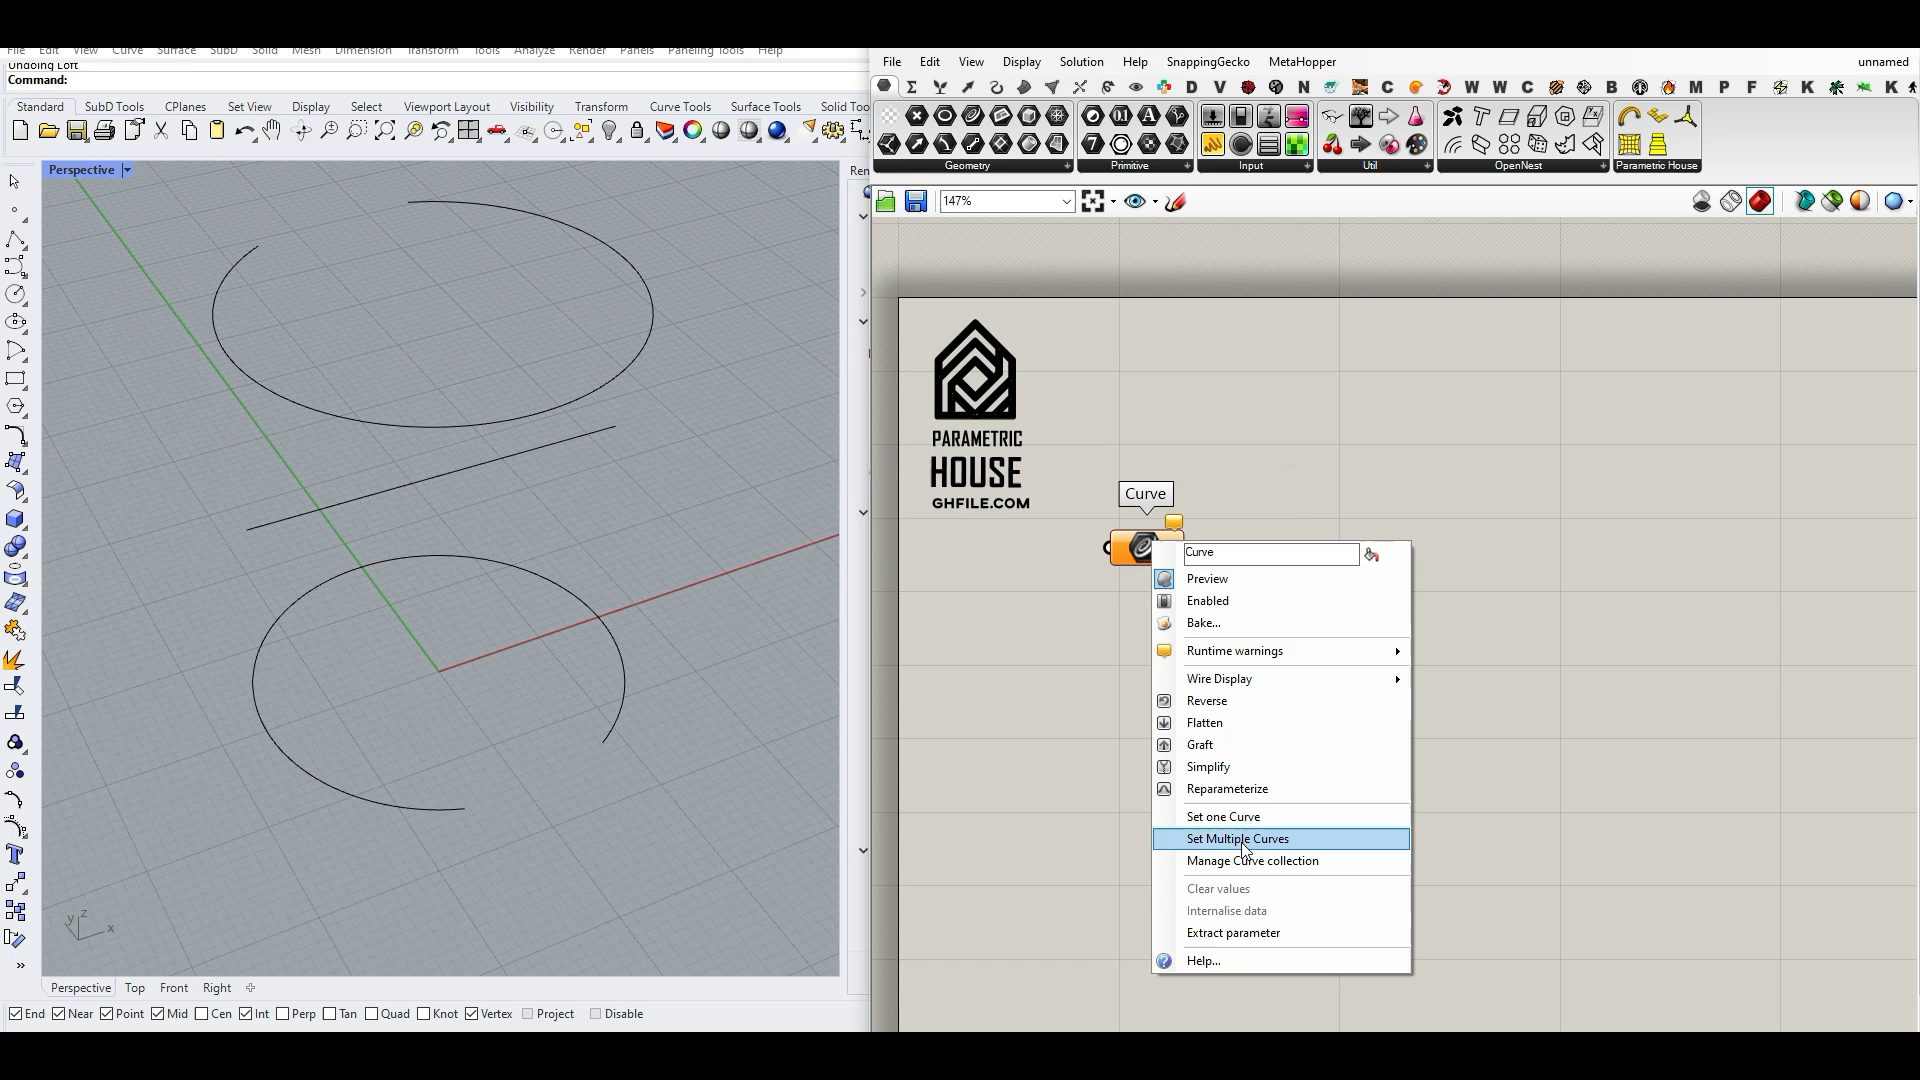 File Edit View Curve Surface SubD Solid Mesh Dimension Transform Tools Analyze Render Panels Paneling Tools Help
Undoing Loft
Command:
Standard SubD Tools CPlanes Set View Display Select Viewport Layout Visibility Transform Curve Tools Surface Tools Solid Too
Perspective
Ren
y z x
Perspective Top Front Right
End Near Point Mid Cen Int Perp Tan Quad Knot Vertex Project Disable
File Edit View Display Solution Help SnappingGecko MetaHopper unnamed
D V N C W W C B M P F K K
Geometry Primitive Input Util OpenNest Parametric House
147%
PARAMETRIC
HOUSE
GHFILE.COM
Curve
Curve
Preview
Enabled
Bake...
Runtime warnings
Wire Display
Reverse
Flatten
Graft
Simplify
Reparameterize
Set one Curve
Set Multiple Curves
Manage Curve collection
Clear values
Internalise data
Extract parameter
Help...